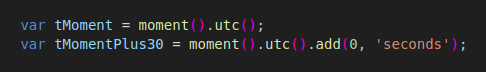 var tMoment = moment().utc();
var tMomentPlus30 = moment().utc().add(0, 'seconds');